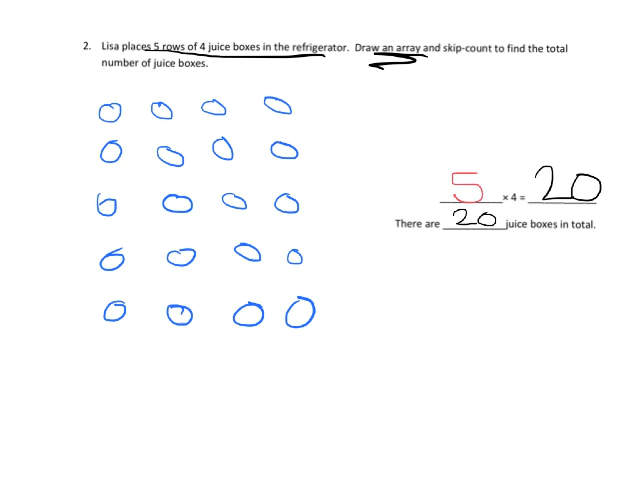 2. Lisa places 5 rows of 4 juice boxes in the refrigerator. Draw an array and skip-count to find the total
number of juice boxes.
5 × 4 = 20
There are 20 juice boxes in total.